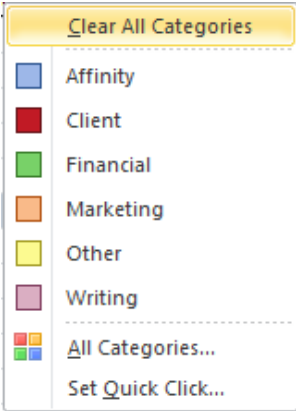 Clear All Categories
Affinity
Client
Financial
Marketing
Other
Writing
All Categories...
Set Quick Click...